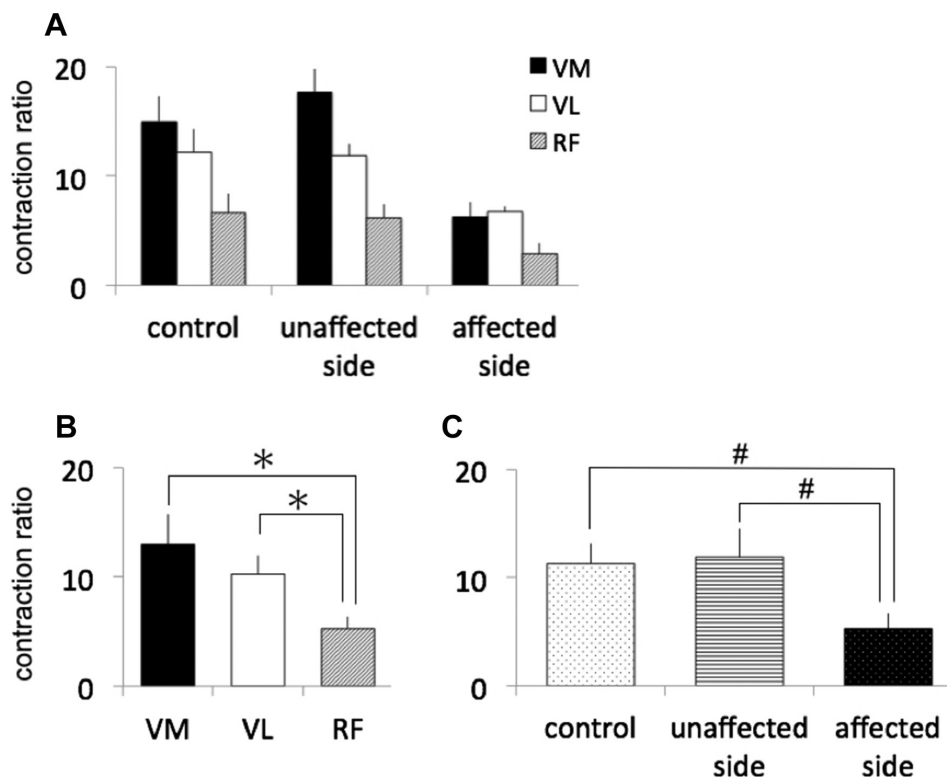 A
20
10
0
contraction ratio
VM
VL
RF
control
unaffected
side
affected
side
B
20
10
0
contraction ratio
*
*
VM
VL
RF
C
20
10
0
#
#
control
unaffected
side
affected
side